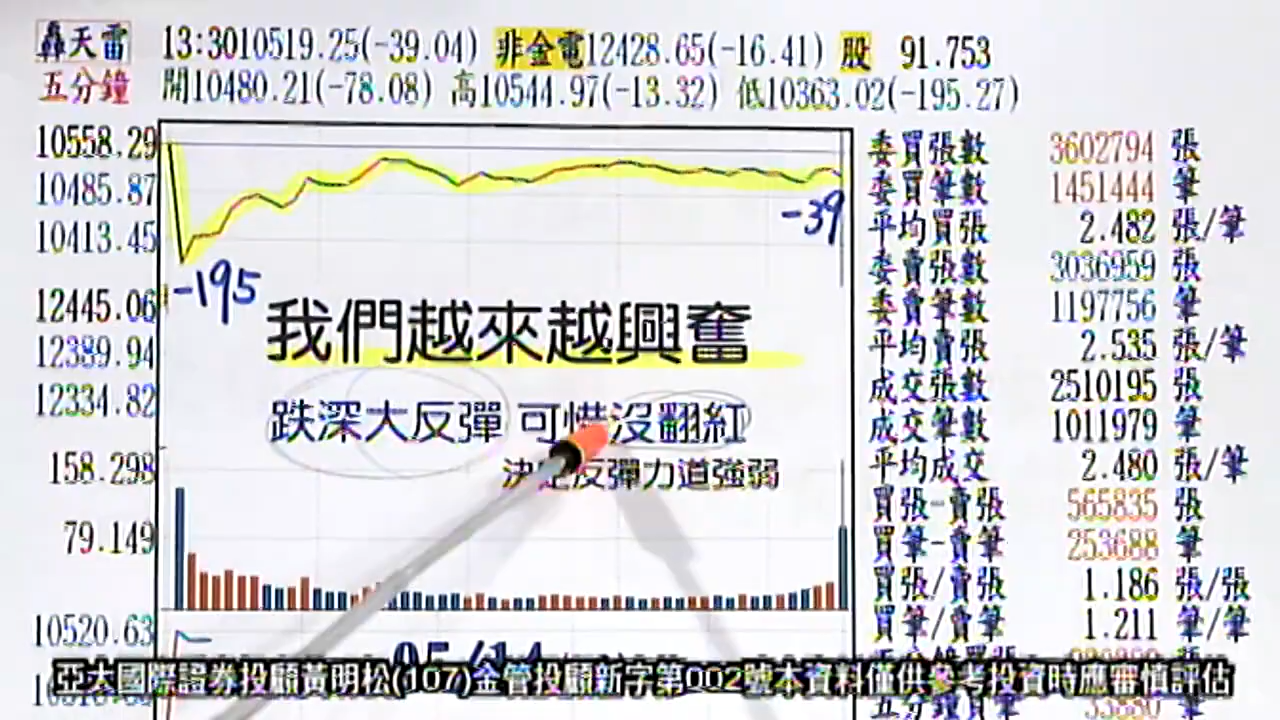 轟天雷 13:30 10519.25(-39.04) 非金電12428.65(-16.41) 股 91.753
五分鐘 開10480.21(-78.08) 高10544.97(-13.32) 低10363.02(-195.27)
10558.29
10485.87
10413.45
12445.06
12389.94
12334.82
158.298
79.149
10520.63
-195
-39
我們越來越興奮
跌深大反彈 可惜沒翻紅
決定反彈力道強弱
委買張數 3602794 張
委買筆數 1451444 筆
平均買張 2.482 張/筆
委賣張數 3036959 張
委賣筆數 1197756 筆
平均賣張 2.535 張/筆
成交張數 2510195 張
成交筆數 1011979 筆
平均成交 2.480 張/筆
買張-賣張 565835 張
買筆-賣筆 253688 筆
買張/賣張 1.186 張/張
買筆/賣筆 1.211 筆/筆
05/14
亞太國際證券投顧黃明松(107)金管投顧新字第002號本資料僅供參考投資時應審慎評估